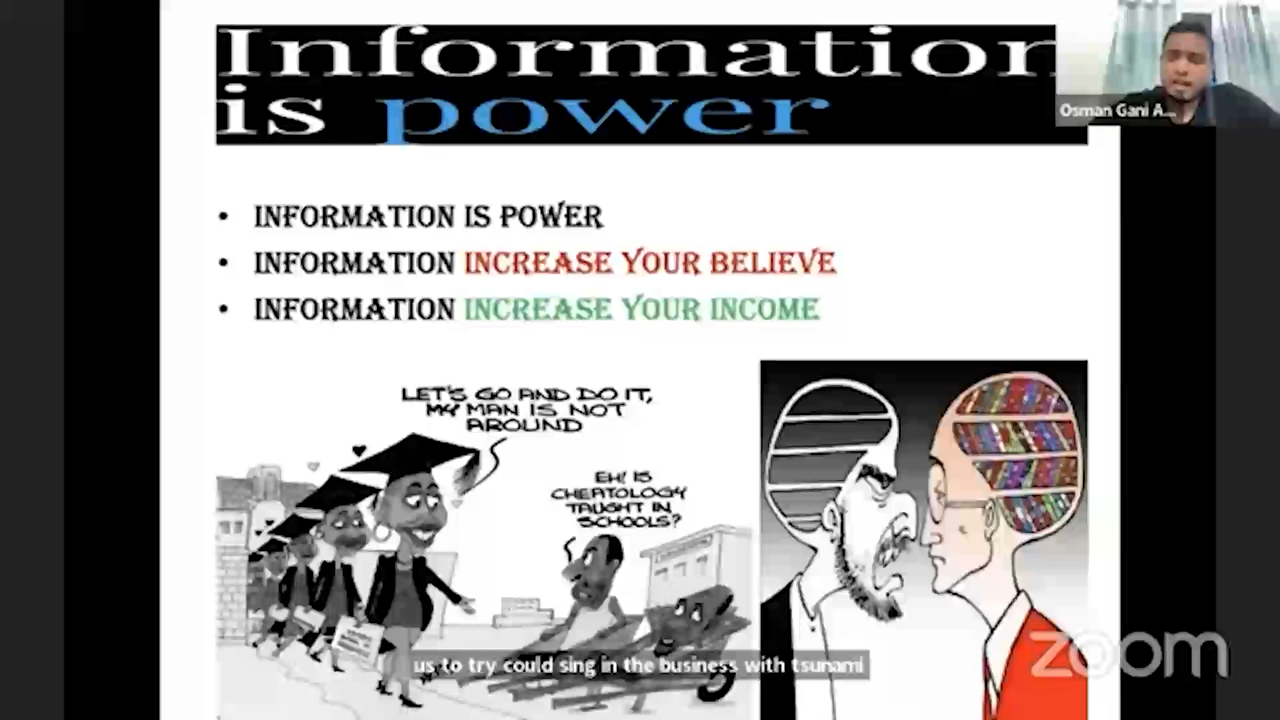 Information
is power
Osman Gani A...
• INFORMATION IS POWER
• INFORMATION INCREASE YOUR BELIEVE
• INFORMATION INCREASE YOUR INCOME
LET'S GO AND DO IT,
MY MAN IS NOT
AROUND
EH! IS
CHEATOLOGY
TAUGHT IN
SCHOOLS?
us to try could sing in the business with tsunami
zoom